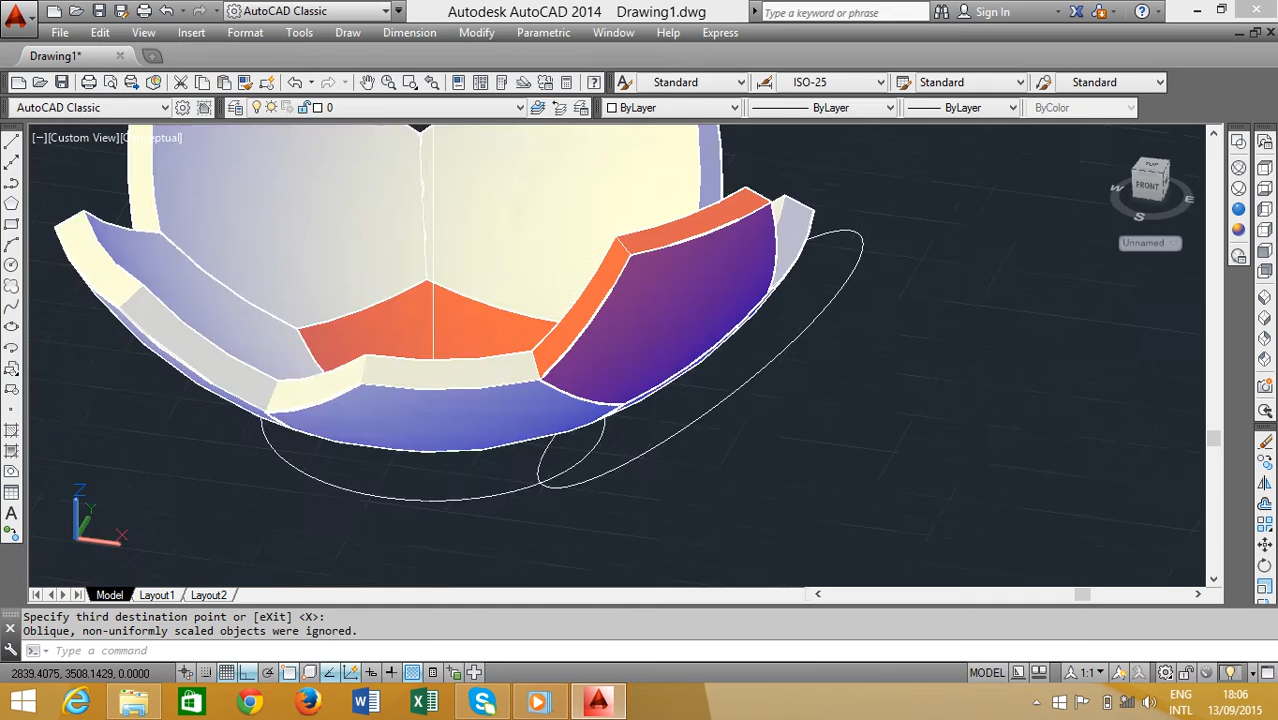 AutoCAD Classic
Autodesk AutoCAD 2014 Drawing1.dwg
Type a keyword or phrase
Sign In
File Edit View Insert Format Tools Draw Dimension Modify Parametric Window Help Express
Drawing1*
Standard ISO-25 Standard Standard
AutoCAD Classic 0 ByLayer ByLayer ByLayer ByColor
[−][Custom View][Conceptual]
TOP
FRONT
W
E
S
Unnamed
Z
Y
X
Model Layout1 Layout2
Specify third destination point or [eXit] <X>:
Oblique, non-uniformly scaled objects were ignored.
Type a command
2839.4075, 3508.1429, 0.0000
MODEL
1:1
ENG
INTL
18:06
13/09/2015